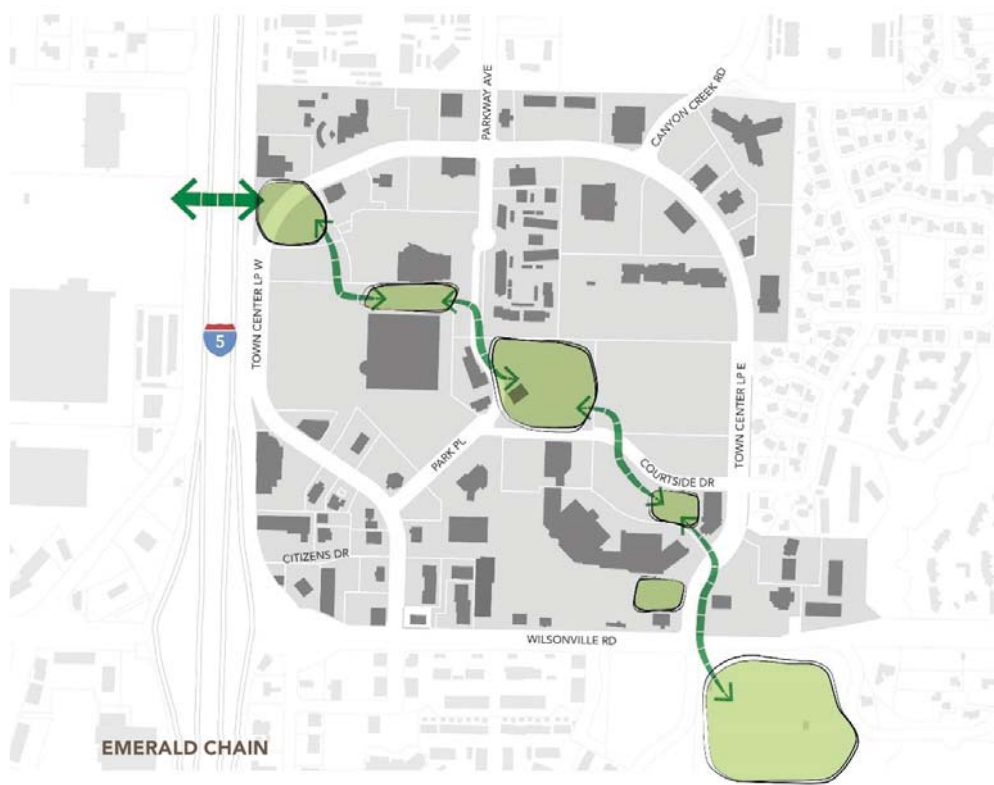 PARKWAY AVE
CANYON CREEK RD
TOWN CENTER LP W
5
TOWN CENTER LP E
PARK PL
COURTSIDE DR
CITIZENS DR
WILSONVILLE RD
EMERALD CHAIN